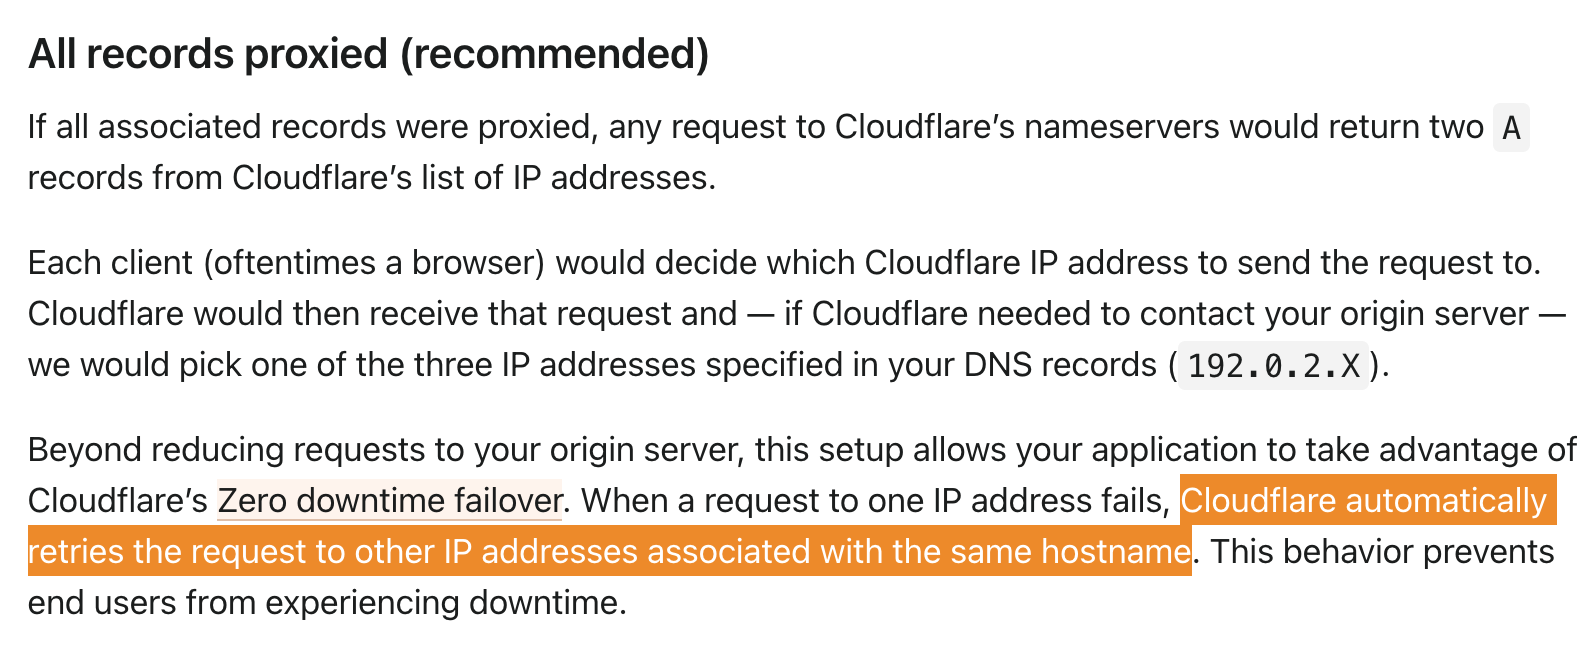 All records proxied (recommended)
If all associated records were proxied, any request to Cloudflare’s nameservers would return two A
records from Cloudflare’s list of IP addresses.
Each client (oftentimes a browser) would decide which Cloudflare IP address to send the request to.
Cloudflare would then receive that request and — if Cloudflare needed to contact your origin server —
we would pick one of the three IP addresses specified in your DNS records (192.0.2.X).
Beyond reducing requests to your origin server, this setup allows your application to take advantage of
Cloudflare’s Zero downtime failover. When a request to one IP address fails, Cloudflare automatically
retries the request to other IP addresses associated with the same hostname. This behavior prevents
end users from experiencing downtime.